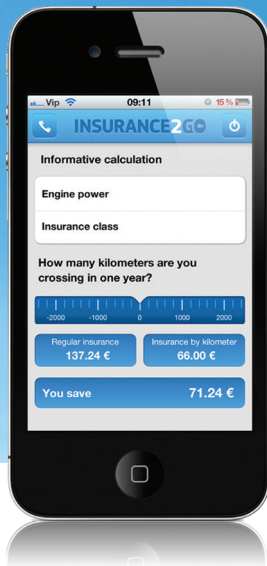 st... Vip 09:11 15 %
INSURANCE2GO
Informative calculation
Engine power
Insurance class
How many kilometers are you
crossing in one year?
-2000 -1000 0 1000 2000
Regular insurance Insurance by kilometer
137.24 € 66.00 €
You save 71.24 €